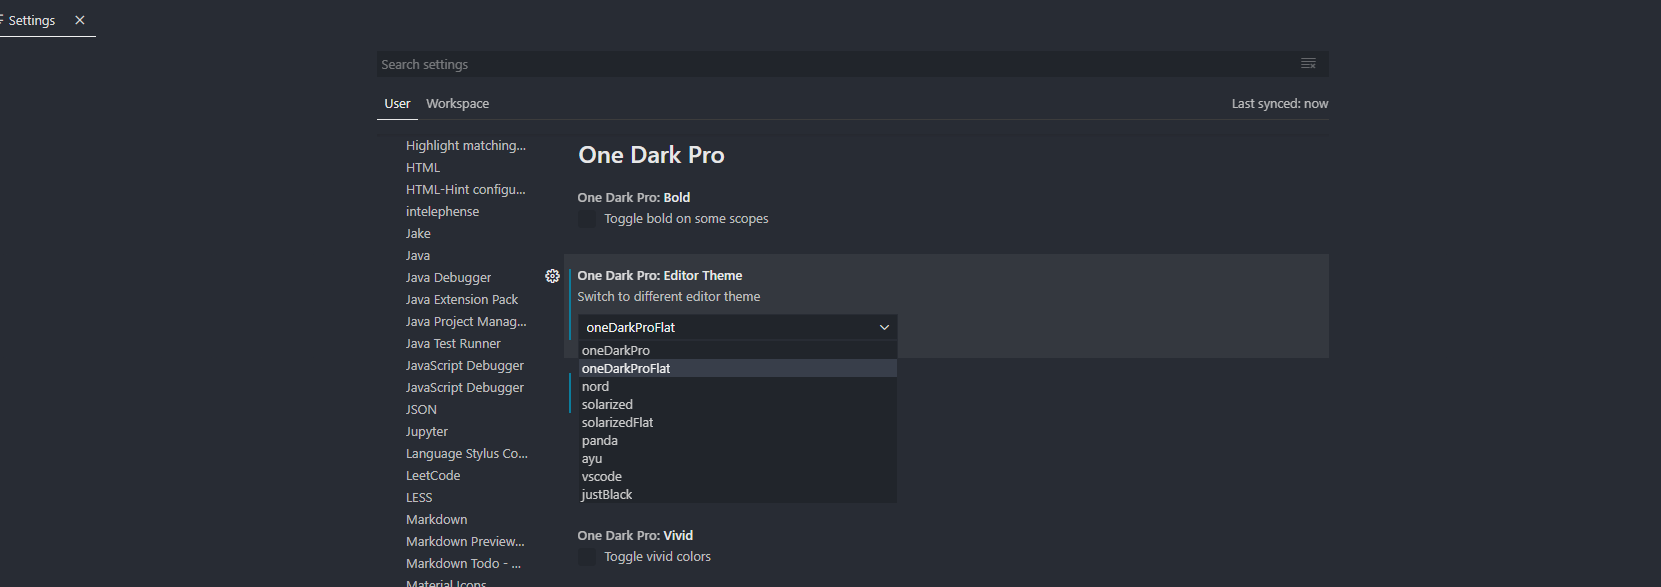 Settings
Search settings
User
Workspace
Last synced: now
Highlight matching...
HTML
HTML-Hint configu...
intelephense
Jake
Java
Java Debugger
Java Extension Pack
Java Project Manag...
Java Test Runner
JavaScript Debugger
JavaScript Debugger
JSON
Jupyter
Language Stylus Co...
LeetCode
LESS
Markdown
Markdown Preview...
Markdown Todo - ...
Material Icons
One Dark Pro
One Dark Pro: Bold
Toggle bold on some scopes
One Dark Pro: Editor Theme
Switch to different editor theme
oneDarkProFlat
oneDarkPro
oneDarkProFlat
nord
solarized
solarizedFlat
panda
ayu
vscode
justBlack
One Dark Pro: Vivid
Toggle vivid colors